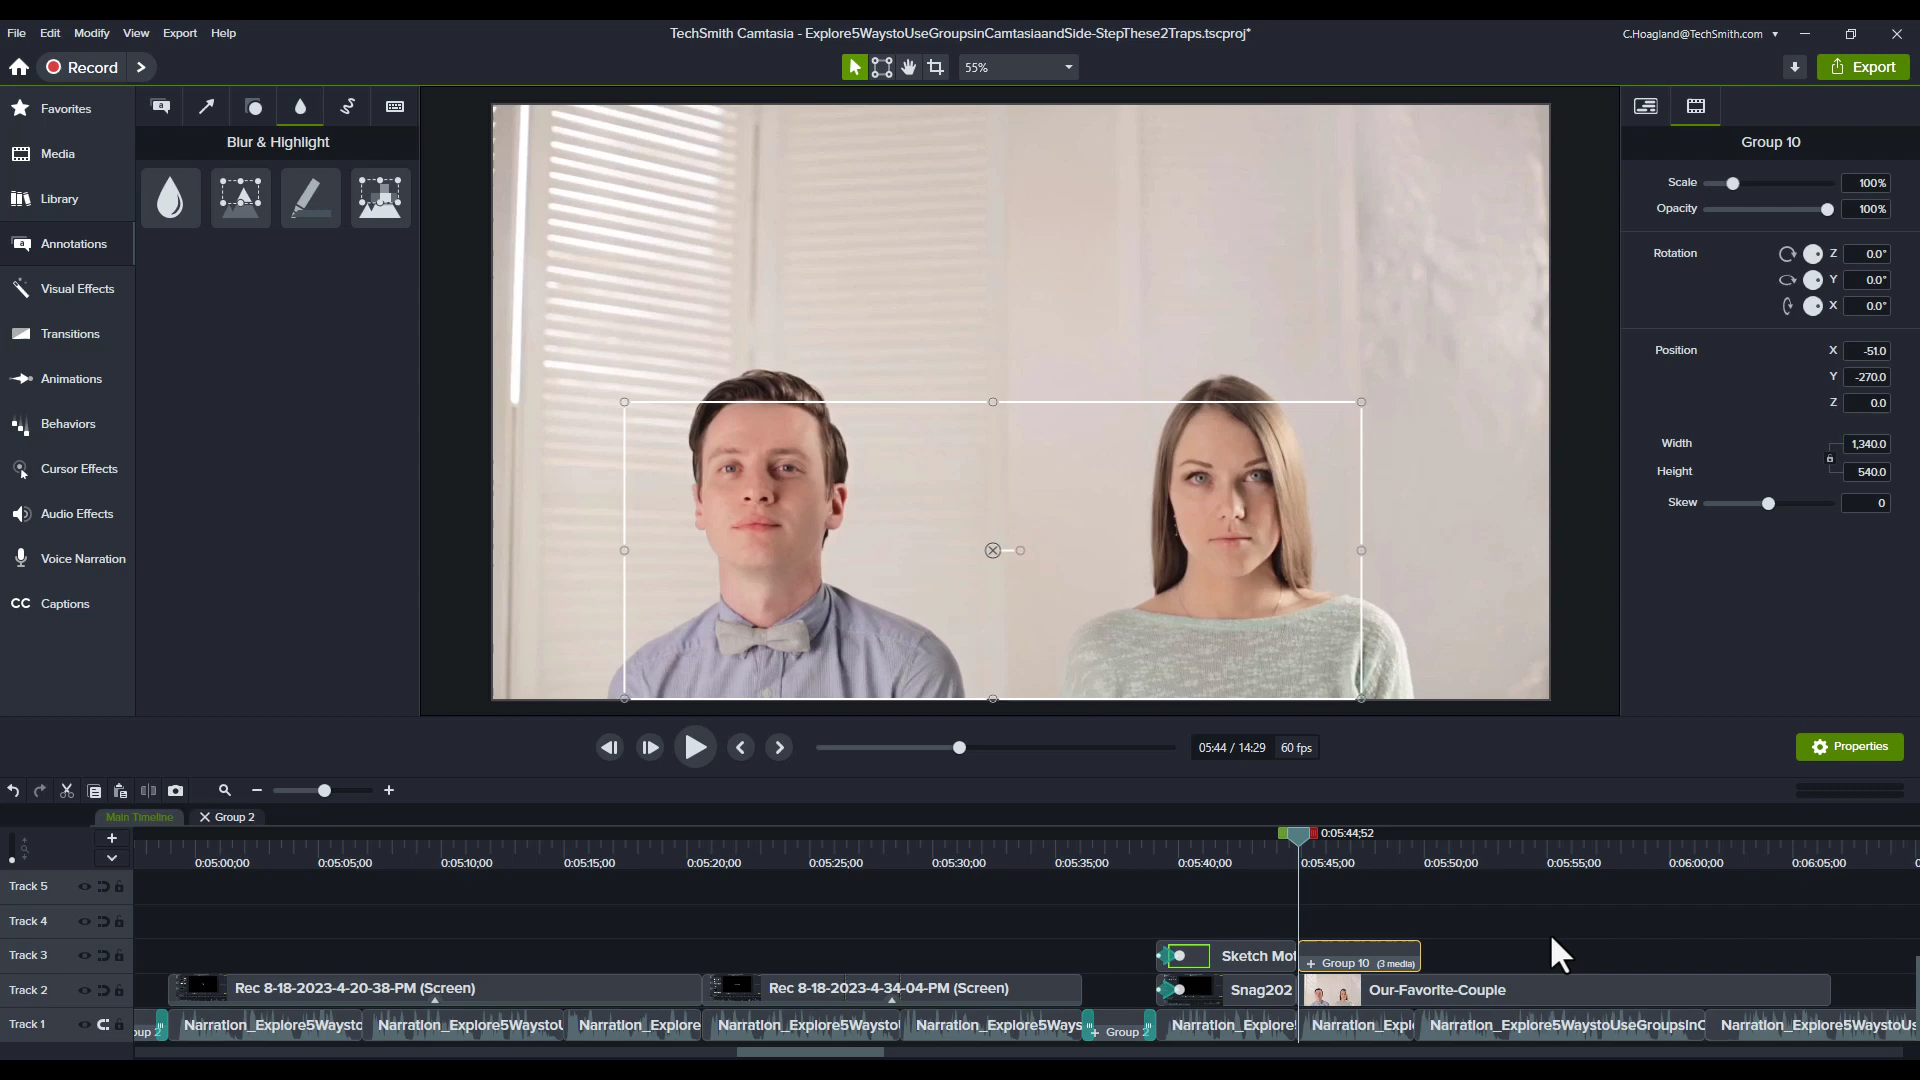 File Edit Modify View Export Help
TechSmith Camtasia - Explore5WaystoUseGroupsinCamtasiaandSide-StepThese2Traps.tscproj*
C.Hoagland@TechSmith.com
Record
55%
Export
Favorites
Media
Library
Annotations
Visual Effects
Transitions
Animations
Behaviors
Cursor Effects
Audio Effects
Voice Narration
CC Captions
a
Blur & Highlight
Group 10
Scale 100%
Opacity 100%
Rotation Z 0.0°
Y 0.0°
X 0.0°
Position X -51.0
Y -270.0
Z 0.0
Width 1,340.0
Height 540.0
Skew 0
05:44 / 14:29 60 fps
Properties
Main Timeline Group 2
0:05:44;52
0:05:00;00 0:05:05;00 0:05:10;00 0:05:15;00 0:05:20;00 0:05:25;00 0:05:30;00 0:05:35;00 0:05:40;00 0:05:45;00 0:05:50;00 0:05:55;00 0:06:00;00 0:06:05;00
Track 5
Track 4
Track 3 Sketch Mot + Group 10 (3 media)
Track 2 Rec 8-18-2023-4-20-38-PM (Screen) Rec 8-18-2023-4-34-04-PM (Screen) Snag202 Our-Favorite-Couple
Track 1 oup 2 Narration_Explore5Waysto Narration_Explore5WaystoU Narration_Explore Narration_Explore5WaystoU Narration_Explore5Ways + Group 2 Narration_Explore! Narration_Expl Narration_Explore5WaystoUseGroupsInC Narration_Explore5WaystoUs